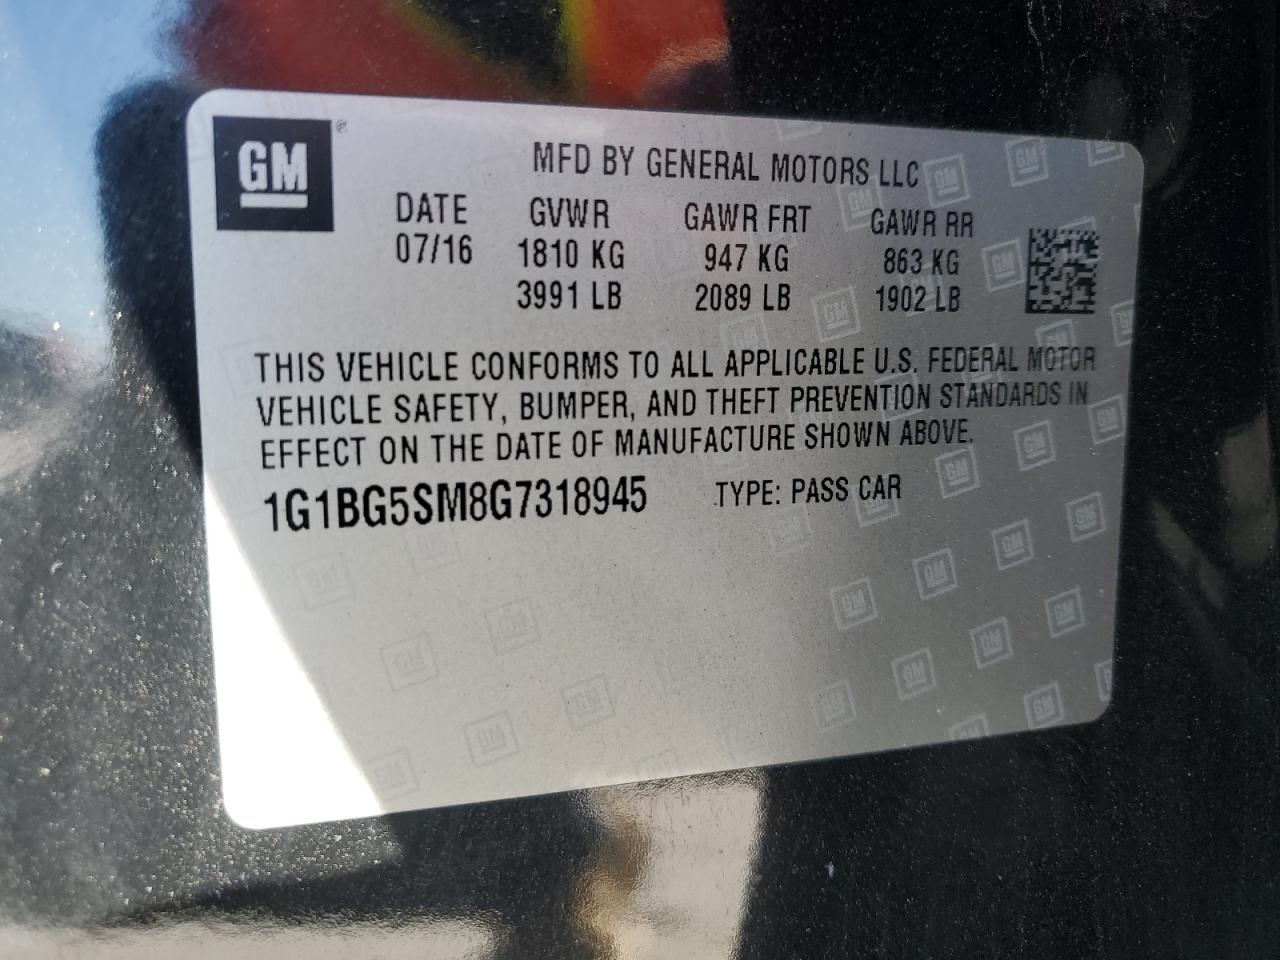 GM ®
MFD BY GENERAL MOTORS LLC
DATE GVWR GAWR FRT GAWR RR
07/16 1810 KG 947 KG 863 KG
3991 LB 2089 LB 1902 LB
THIS VEHICLE CONFORMS TO ALL APPLICABLE U.S. FEDERAL MOTOR
VEHICLE SAFETY, BUMPER, AND THEFT PREVENTION STANDARDS IN
EFFECT ON THE DATE OF MANUFACTURE SHOWN ABOVE.
1G1BG5SM8G7318945 TYPE: PASS CAR